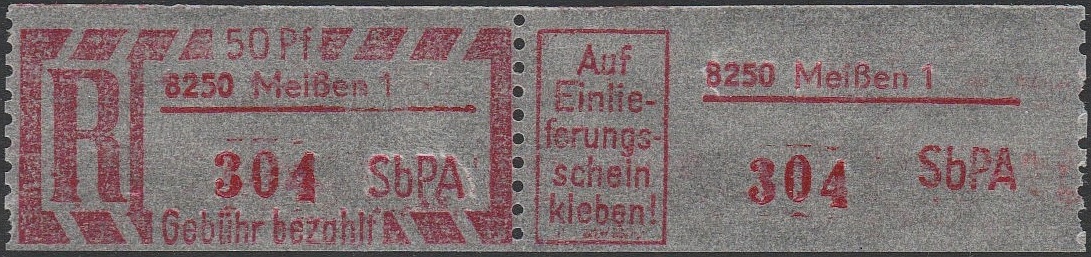 50 Pf
R
8250 Meißen 1
304 SbPA
Gebühr bezahlt
Auf
Einlie-
ferungs-
schein
kleben!
8250 Meißen 1
304 SbPA